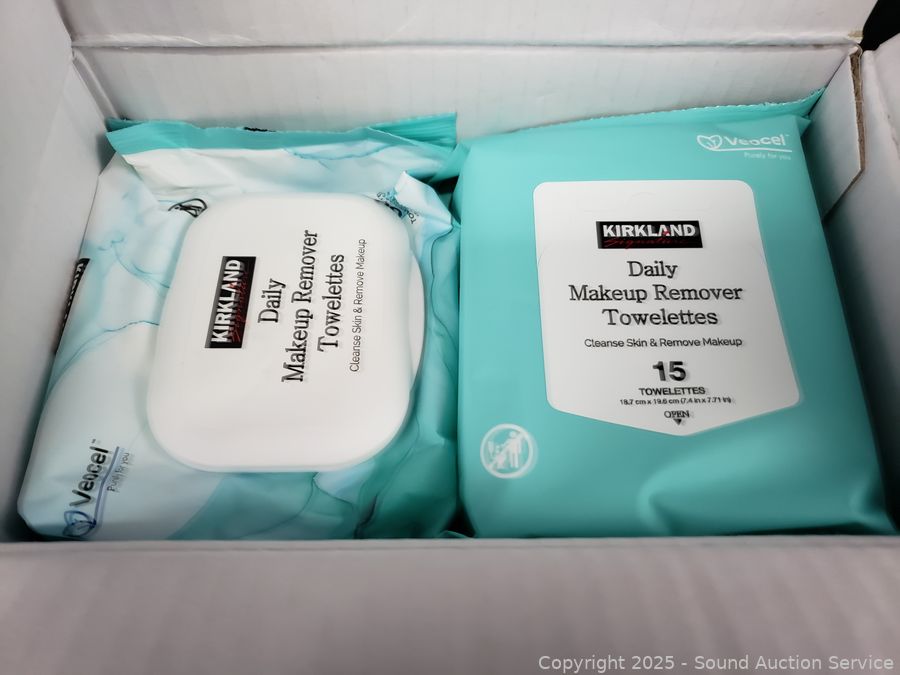 KIRKLAND
Signature
Daily
Makeup Remover
Towelettes
Cleanse Skin & Remove Makeup
Veocel™
Purely for you
Veocel™
Purely for you
KIRKLAND
Signature
Daily
Makeup Remover
Towelettes
Cleanse Skin & Remove Makeup
15
TOWELETTES
18.7 cm x 19.6 cm (7.4 in x 7.71 in)
OPEN
Copyright 2025 - Sound Auction Service